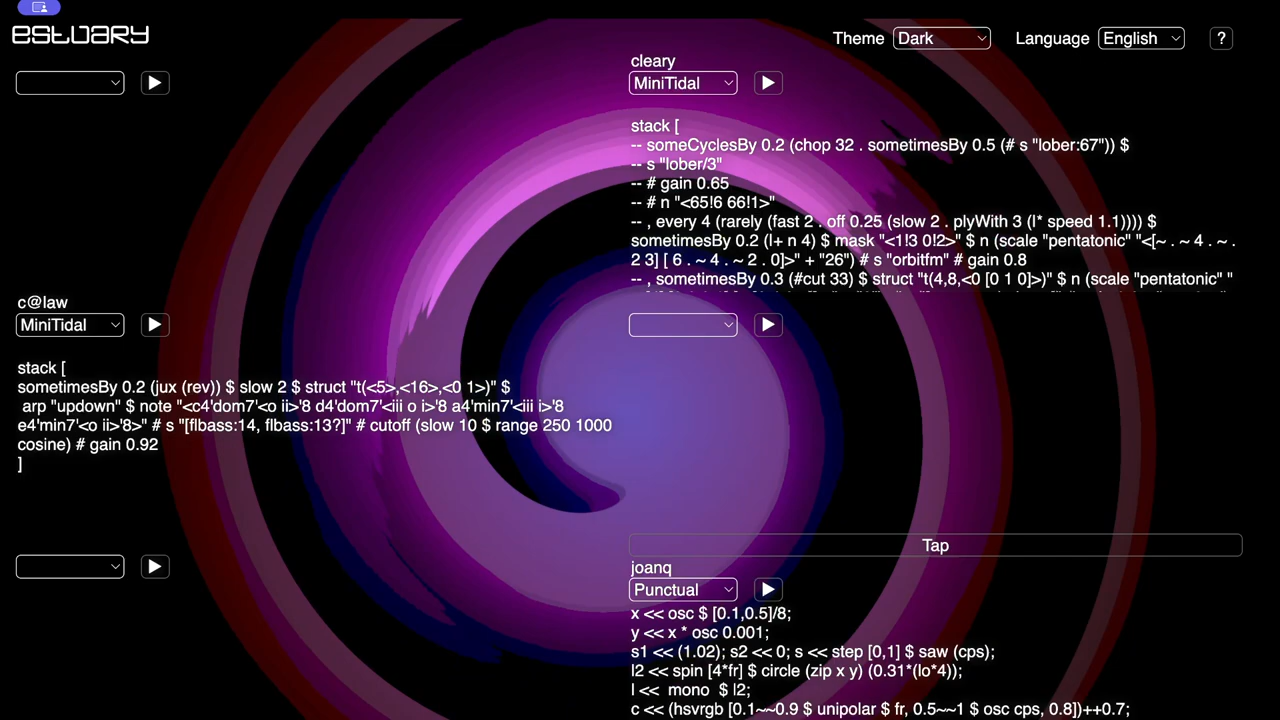 estuary
Theme Dark Language English ?
cleary
MiniTidal
stack [
-- someCyclesBy 0.2 (chop 32 . sometimesBy 0.5 (# s "lober:67")) $
-- s "lober/3"
-- # gain 0.65
-- # n "<65!6 66!1>"
-- , every 4 (rarely (fast 2 . off 0.25 (slow 2 . plyWith 3 (|* speed 1.1)))) $
sometimesBy 0.2 (|+ n 4) $ mask "<1!3 0!2>" $ n (scale "pentatonic" "<[~ . ~ 4 . ~ .
2 3] [ 6 . ~ 4 . ~ 2 . 0]>" + "26") # s "orbitfm" # gain 0.8
-- , sometimesBy 0.3 (#cut 33) $ struct "t(4,8,<0 [0 1 0]>)" $ n (scale "pentatonic" "
c@law
MiniTidal
stack [
sometimesBy 0.2 (jux (rev)) $ slow 2 $ struct "t(<5>,<16>,<0 1>)" $
arp "updown" $ note "<c4'dom7'<o ii>'8 d4'dom7'<iii o i>'8 a4'min7'<iii i>'8
e4'min7'<o ii>'8>" # s "[flbass:14, flbass:13?]" # cutoff (slow 10 $ range 250 1000
cosine) # gain 0.92
]
Tap
joanq
Punctual
x << osc $ [0.1,0.5]/8;
y << x * osc 0.001;
s1 << (1.02); s2 << 0; s << step [0,1] $ saw (cps);
l2 << spin [4*fr] $ circle (zip x y) (0.31*(lo*4));
l << mono $ l2;
c << (hsvrgb [0.1~~0.9 $ unipolar $ fr, 0.5~~1 $ osc cps, 0.8])++0.7;